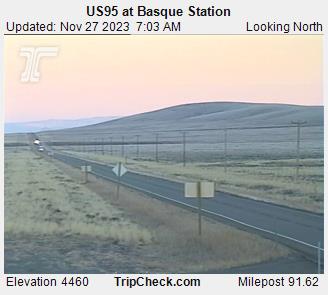 US95 at Basque Station
Updated: Nov 27 2023 7:03 AM Looking North
Elevation 4460 TripCheck.com Milepost 91.62